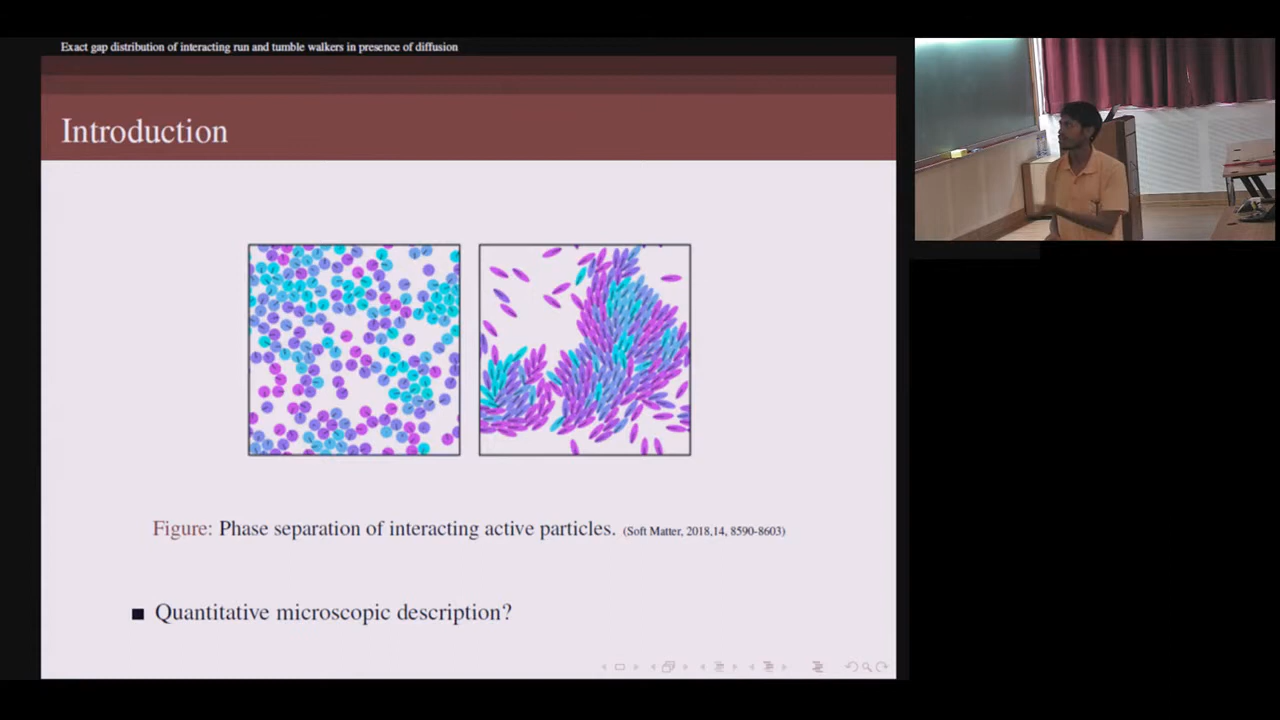 Exact gap distribution of interacting run and tumble walkers in presence of diffusion
Introduction
Figure: Phase separation of interacting active particles. (Soft Matter, 2018,14, 8590-8603)
Quantitative microscopic description?